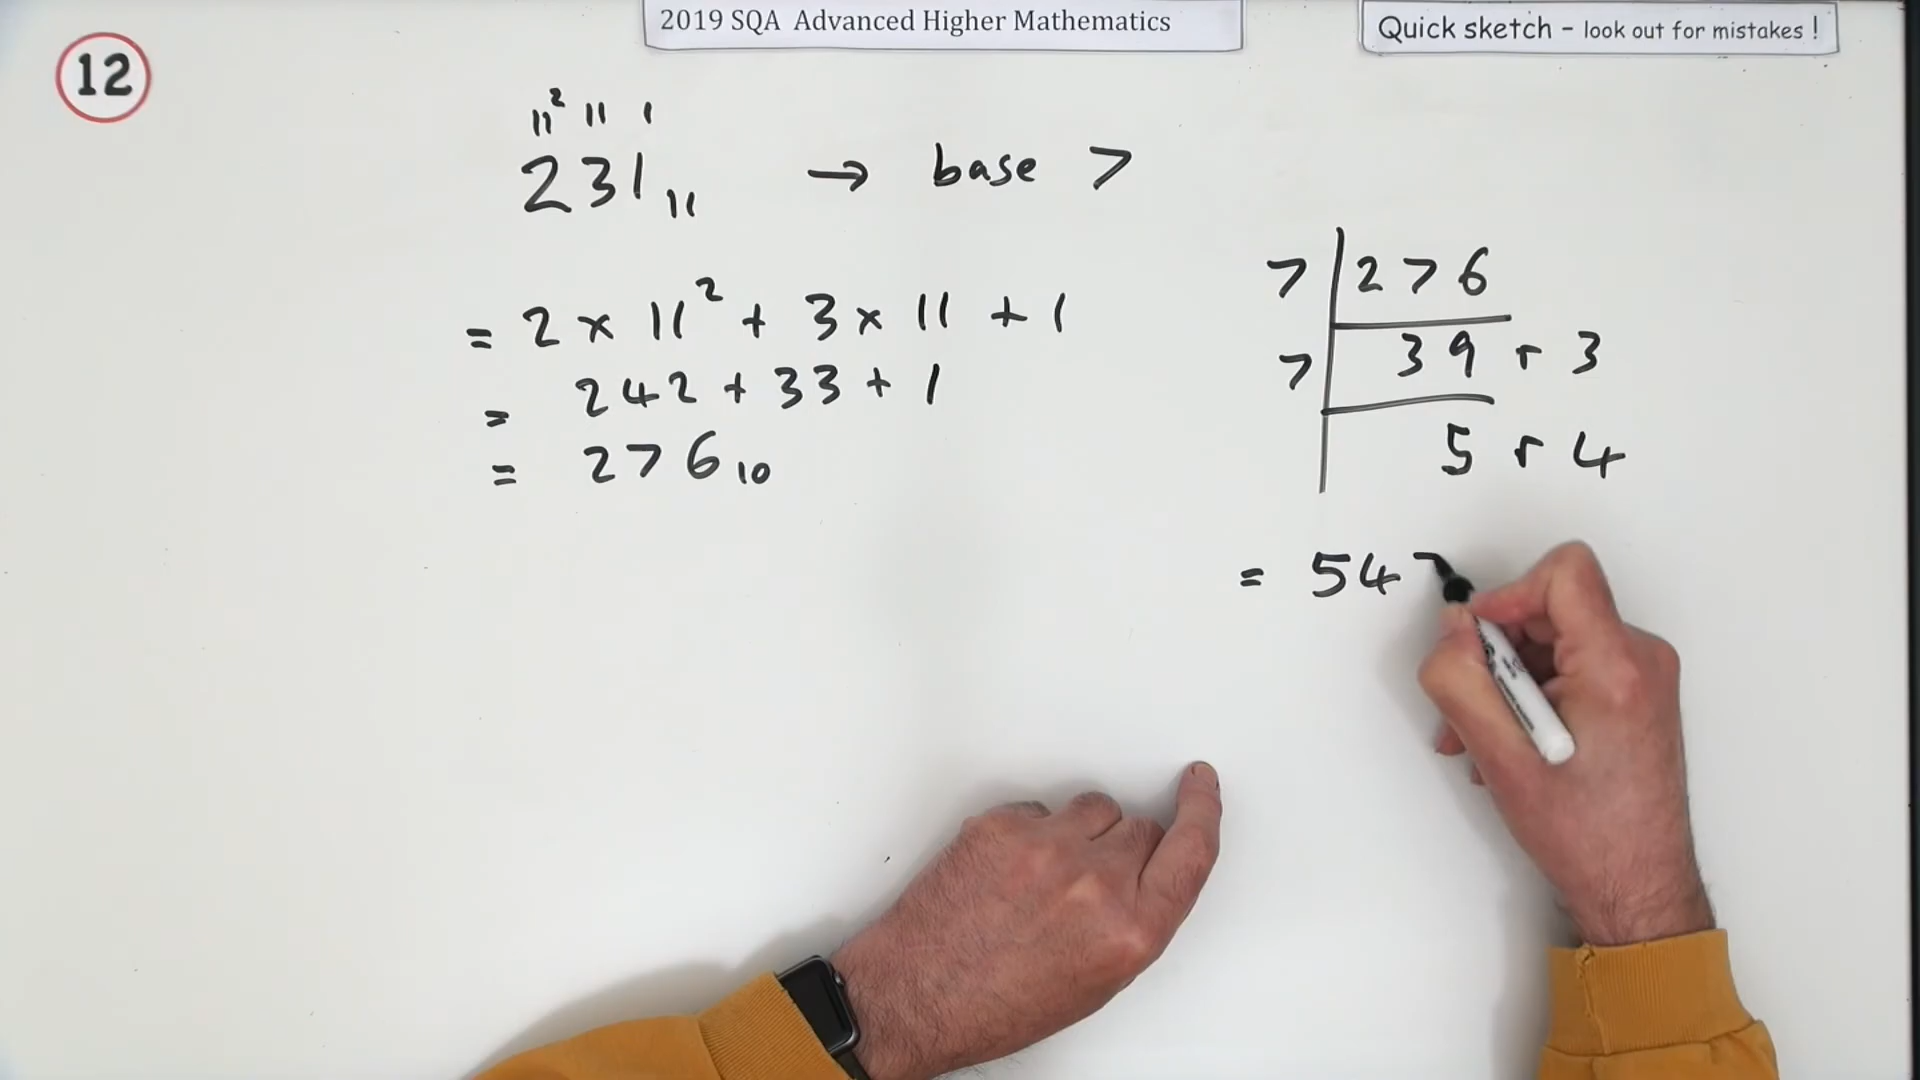 2019 SQA Advanced Higher Mathematics
Quick sketch - look out for mistakes !
12
11² 11 1
231₁₁ → base 7
= 2 × 11² + 3 × 11 + 1
= 242 + 33 + 1
= 276₁₀
7 | 276
7 | 39 r 3
5 r 4
= 54